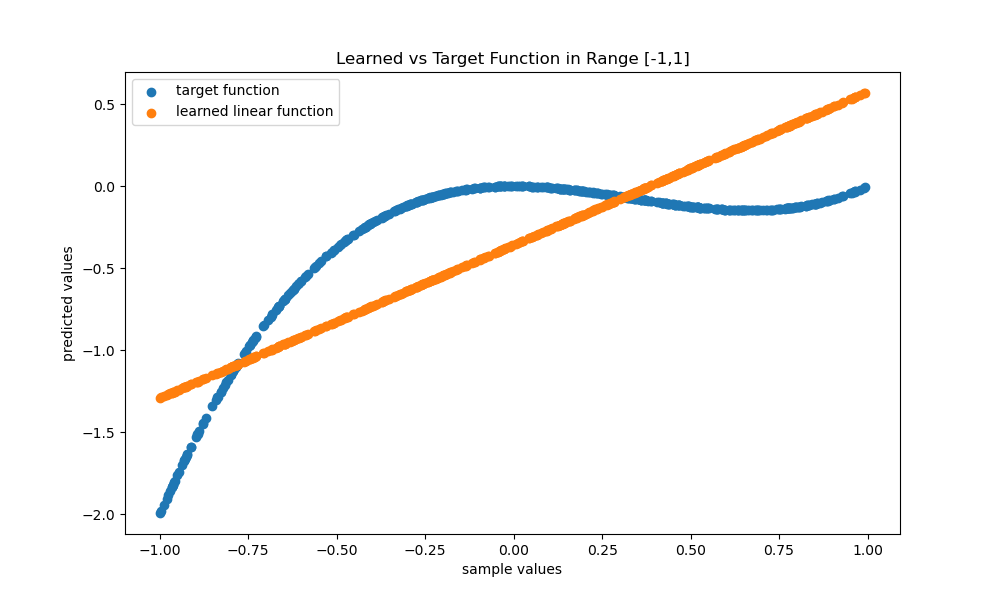 Learned vs Target Function in Range [-1,1]
target function
learned linear function
predicted values
0.5
0.0
−0.5
−1.0
−1.5
−2.0
−1.00 −0.75 −0.50 −0.25 0.00 0.25 0.50 0.75 1.00
sample values